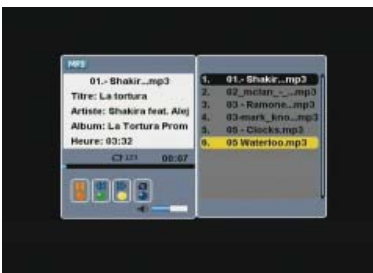 MP3
01.- Shakir...mp3
Titre: La tortura
Artiste: Shakira feat. Alej
Album: La Tortura Prom
Heure: 03:32
00:07
1. 01.- Shakir...mp3
2. 02_mclan_-_...mp3
3. 03 - Ramone...mp3
4. 03-mark_kno...mp3
5. 05 - Clocks.mp3
6. 05 Waterloo.mp3